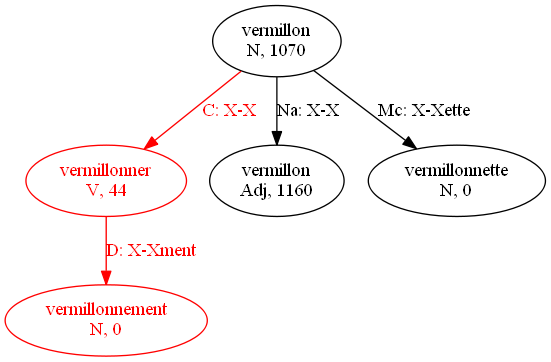 vermillon
N, 1070
C: X-X
Na: X-X
Mc: X-Xette
vermillonner
V, 44
vermillon
Adj, 1160
vermillonnette
N, 0
D: X-Xment
vermillonnement
N, 0